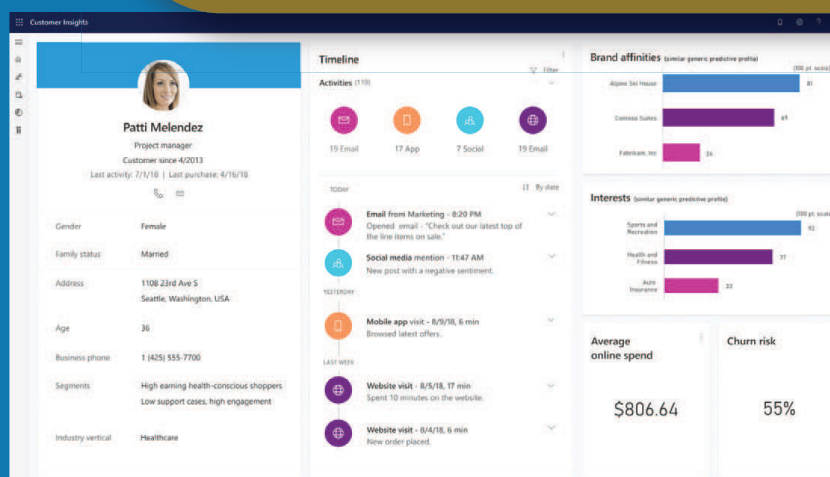 Customer Insights
?
Patti Melendez
Project manager
Customer since 4/2013
Last activity: 7/1/18 | Last purchase: 4/16/18
Gender Female
Family status Married
Address 1108 23rd Ave S
Seattle, Washington, USA
Age 36
Business phone 1 (425) 555-7700
Segments High earning health-conscious shoppers
Low support cases, high engagement
Industry vertical Healthcare
Timeline
Filter
Activities (119)
19 Email 17 App 7 Social 19 Email
TODAY By date
Email from Marketing - 8:20 PM
Opened email - "Check out our latest top of
the line items on sale."
Social media mention - 11:47 AM
New post with a negative sentiment.
YESTERDAY
Mobile app visit - 8/9/18, 6 min
Browsed latest offers.
LAST WEEK
Website visit - 8/5/18, 17 min
Spent 10 minutes on the website.
Website visit - 8/4/18, 6 min
New order placed.
Brand affinities (similar generic predictive profile)
(100 pt. scale)
Alpine Ski House 81
Contoso Suites 69
Fabrikam, Inc 24
Interests (similar generic predictive profile)
(100 pt. scale)
Sports and
Recreation
Health and
Fitness
Auto
Insurance 33
Average
online spend
$806.64
Churn risk
55%